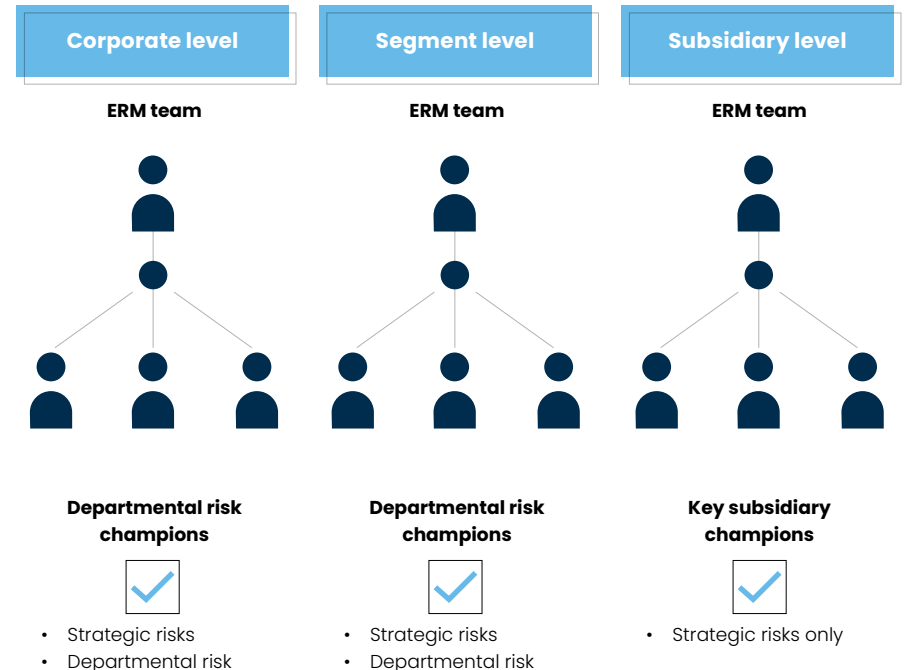 Corporate level
Segment level
Subsidiary level
ERM team
ERM team
ERM team
Departmental risk
champions
Departmental risk
champions
Key subsidiary
champions
• Strategic risks
• Departmental risk
• Strategic risks
• Departmental risk
• Strategic risks only